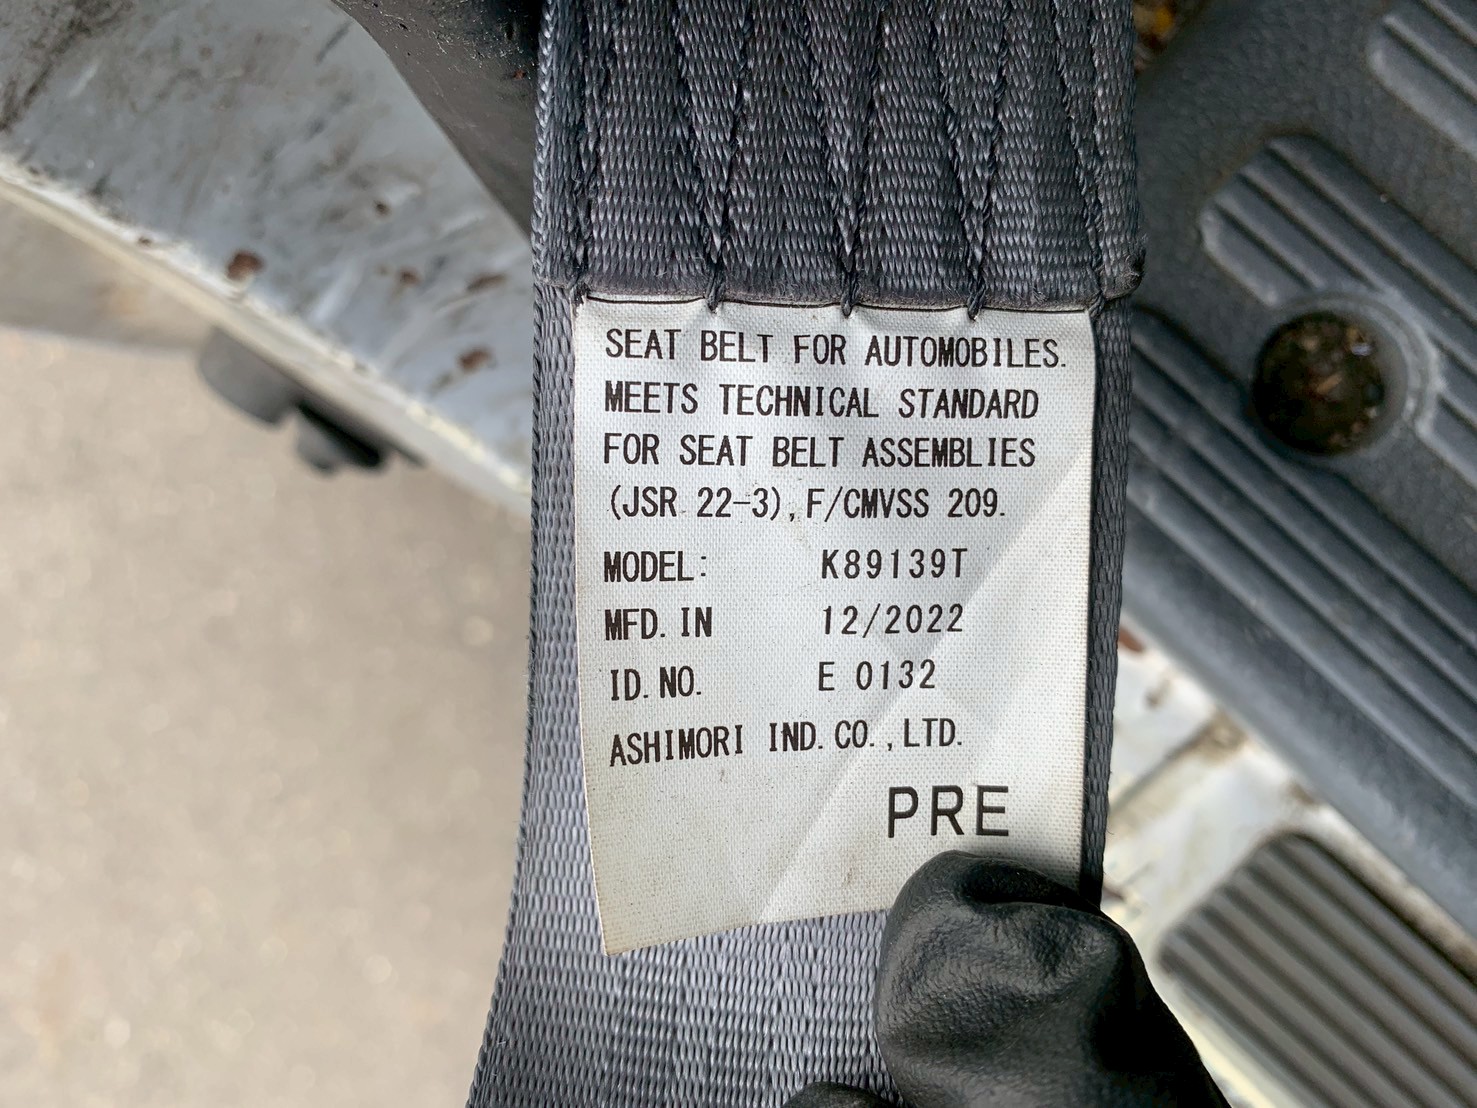 SEAT BELT FOR AUTOMOBILES.
MEETS TECHNICAL STANDARD
FOR SEAT BELT ASSEMBLIES
(JSR 22-3), F/CMVSS 209.
MODEL: K89139T
MFD. IN 12/2022
ID. NO. E 0132
ASHIMORI IND. CO., LTD.
PRE